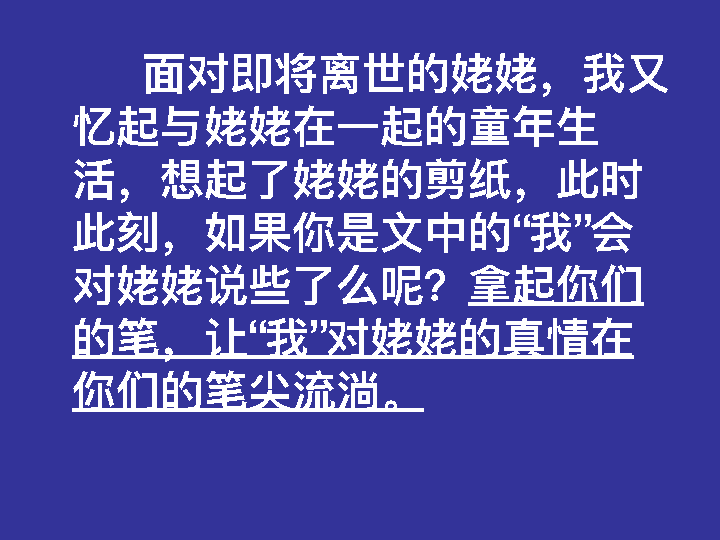 面对即将离世的姥姥，我又
忆起与姥姥在一起的童年生
活，想起了姥姥的剪纸，此时
此刻，如果你是文中的“我”会
对姥姥说些了么呢？拿起你们
的笔，让“我”对姥姥的真情在
你们的笔尖流淌。